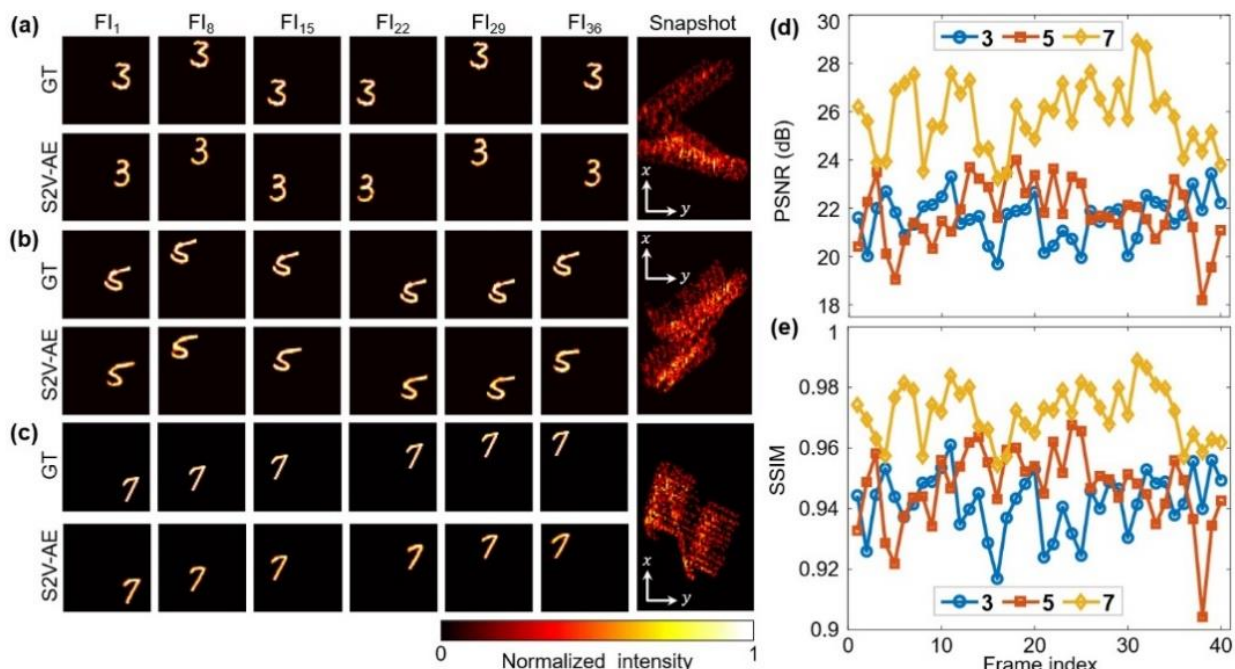 (a) FI1 FI8 FI15 FI22 FI29 FI36 Snapshot
GT
S2V-AE
x
y
(b)
GT
S2V-AE
x
y
(c)
GT
S2V-AE
x
y
0 Normalized intensity 1
(d)
30
28
26
24
22
20
18
PSNR (dB)
3 5 7
(e)
1
0.98
0.96
0.94
0.92
0.9
SSIM
3 5 7
0 10 20 30 40
Frame index